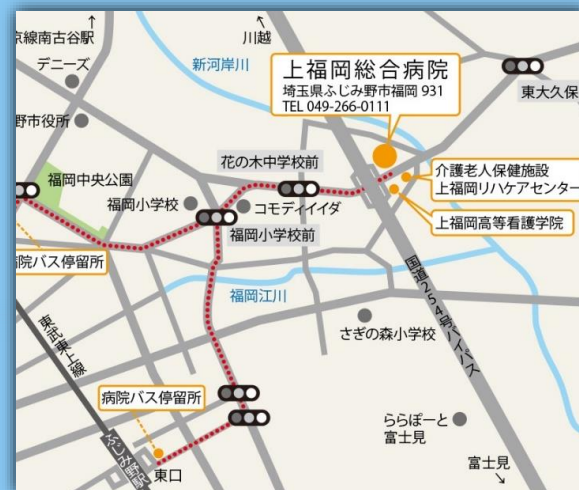 京線南古谷駅
川越
新河岸川
デニーズ
上福岡総合病院
埼玉県ふじみ野市福岡 931
TEL 049-266-0111
東大久保
野市役所
花の木中学校前
介護老人保健施設
上福岡リハケアセンター
福岡中央公園
福岡小学校
コモディイイダ
上福岡高等看護学院
福岡小学校前
病院バス停留所
福岡江川
国道254号バイパス
さぎの森小学校
東武東上線
病院バス停留所
ららぽーと
富士見
ふじみ野駅
東口
富士見